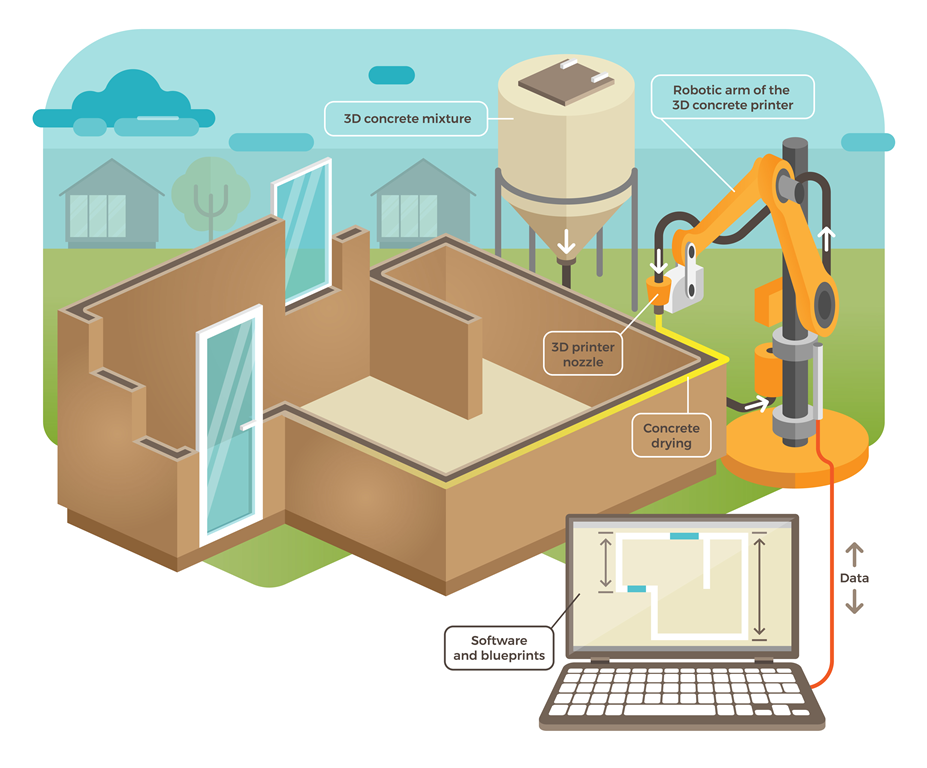 Robotic arm of the
3D concrete printer
3D concrete mixture
3D printer
nozzle
Concrete
drying
Data
Software
and blueprints